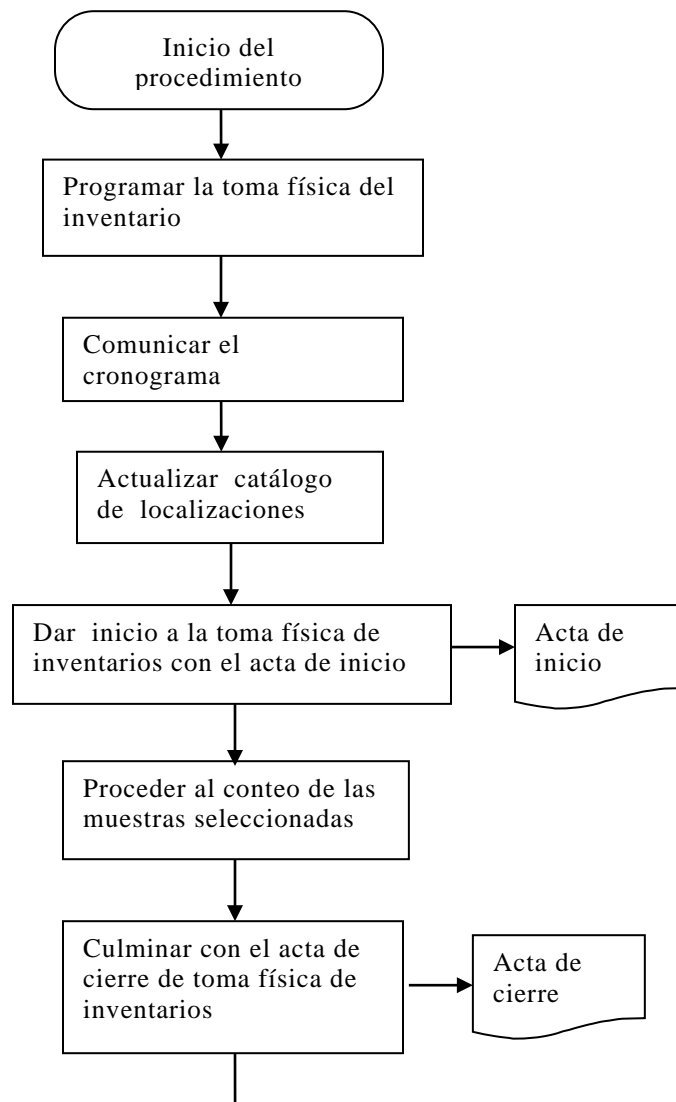 Inicio del
procedimiento
Programar la toma física del
inventario
Comunicar el
cronograma
Actualizar catálogo
de localizaciones
Dar inicio a la toma física de
inventarios con el acta de inicio
Acta de
inicio
Proceder al conteo de las
muestras seleccionadas
Culminar con el acta de
cierre de toma física de
inventarios
Acta de
cierre